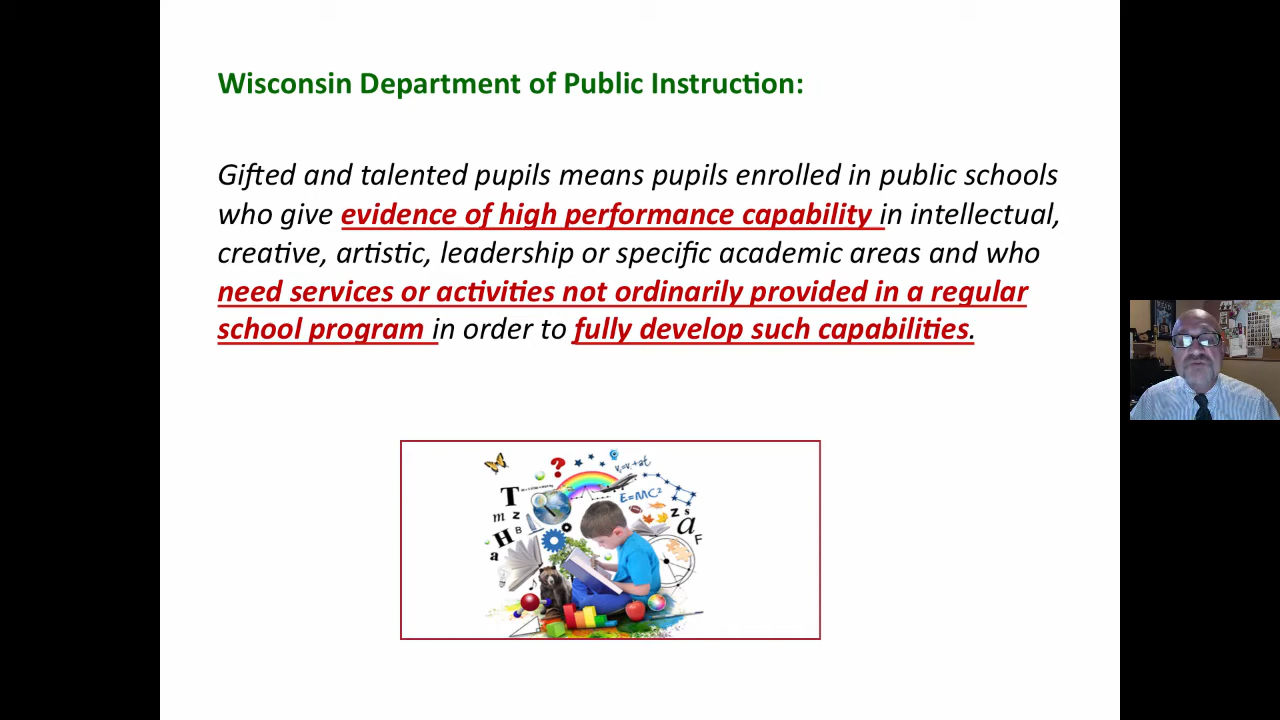 Wisconsin Department of Public Instruction:
Gifted and talented pupils means pupils enrolled in public schools
who give evidence of high performance capability in intellectual,
creative, artistic, leadership or specific academic areas and who
need services or activities not ordinarily provided in a regular
school program in order to fully develop such capabilities.
?
T
E=MC²
m z
B
H
a
z s
a
F